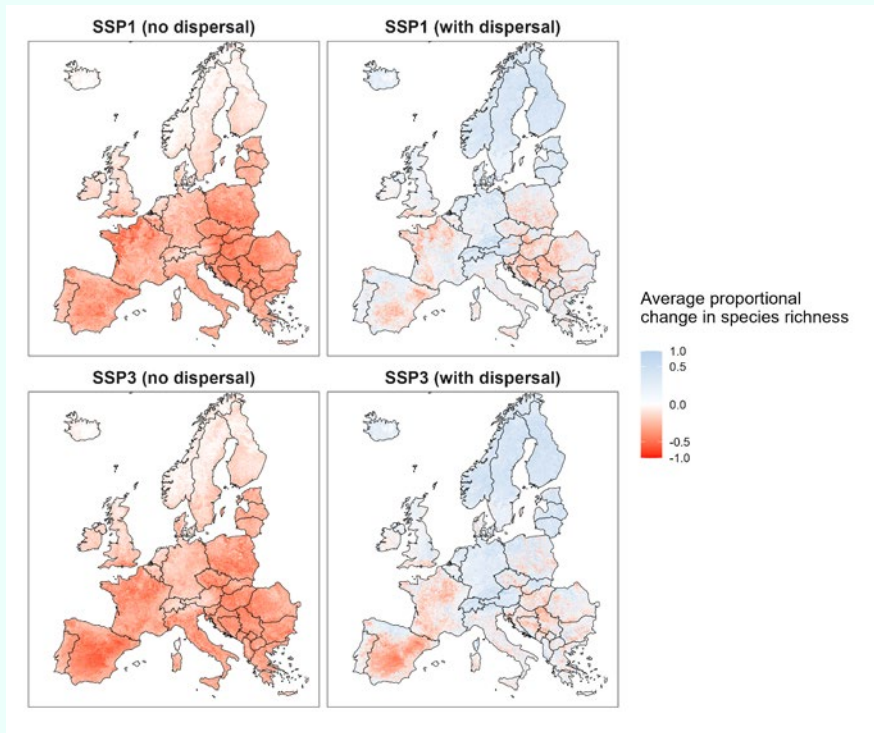 SSP1 (no dispersal)
SSP1 (with dispersal)
SSP3 (no dispersal)
SSP3 (with dispersal)
Average proportional
change in species richness
1.0
0.5
0.0
-0.5
-1.0